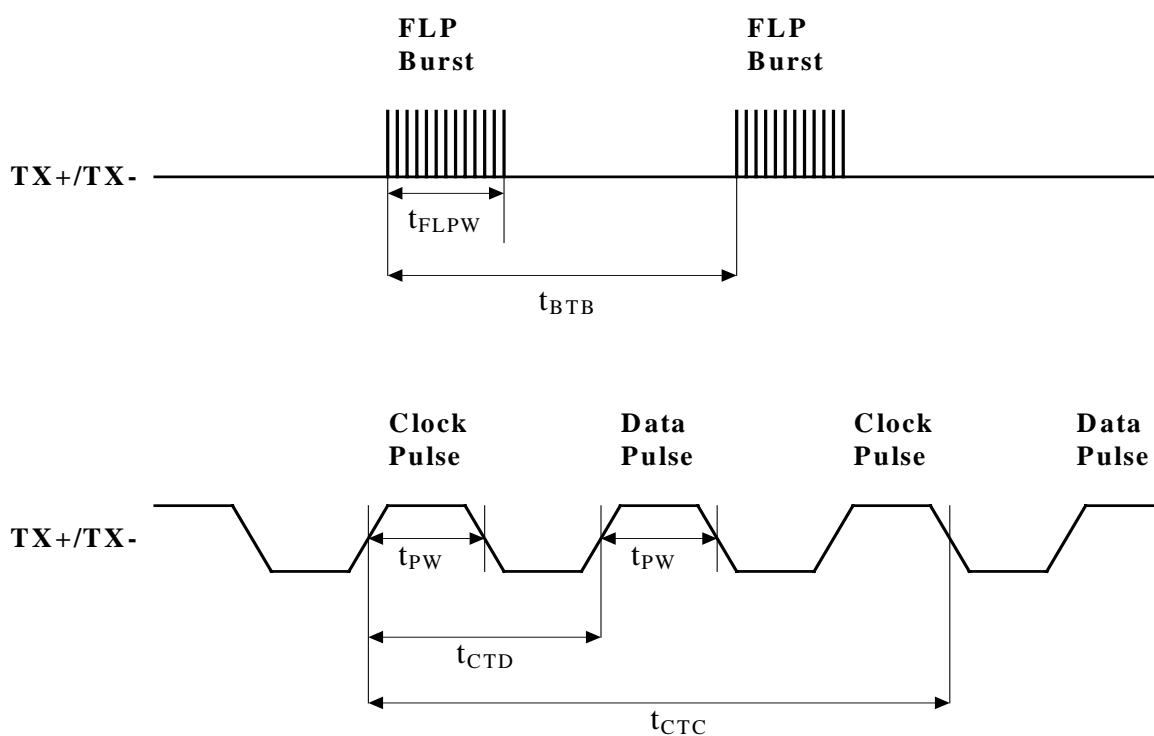 FLP FLP
Burst Burst
TX+/TX-
tFLPW
tBTB
Clock Data Clock Data
Pulse Pulse Pulse Pulse
TX+/TX-
tPW tPW
tCTD
tCTC